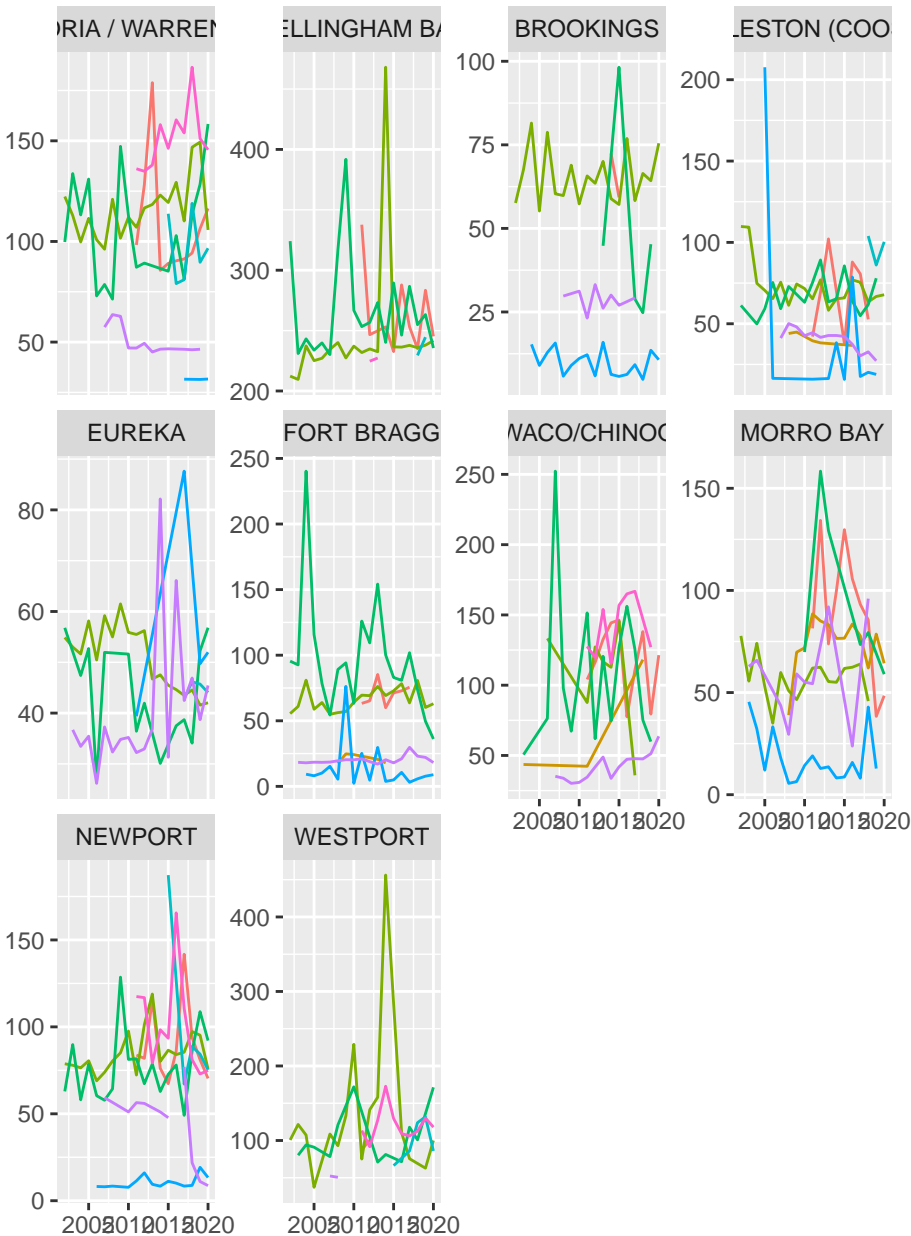 ORIA / WARREN
ELLINGHAM BA
BROOKINGS
LESTON (COO
150
100
50
400
300
200
100
75
50
25
200
150
100
50
EUREKA
FORT BRAGG
WACO/CHINOO
MORRO BAY
80
60
40
250
200
150
100
50
0
250
200
150
100
50
150
100
50
0
2005 2010 2015 2020
2005 2010 2015 2020
NEWPORT
WESTPORT
150
100
50
0
400
300
200
100
2005 2010 2015 2020
2005 2010 2015 2020